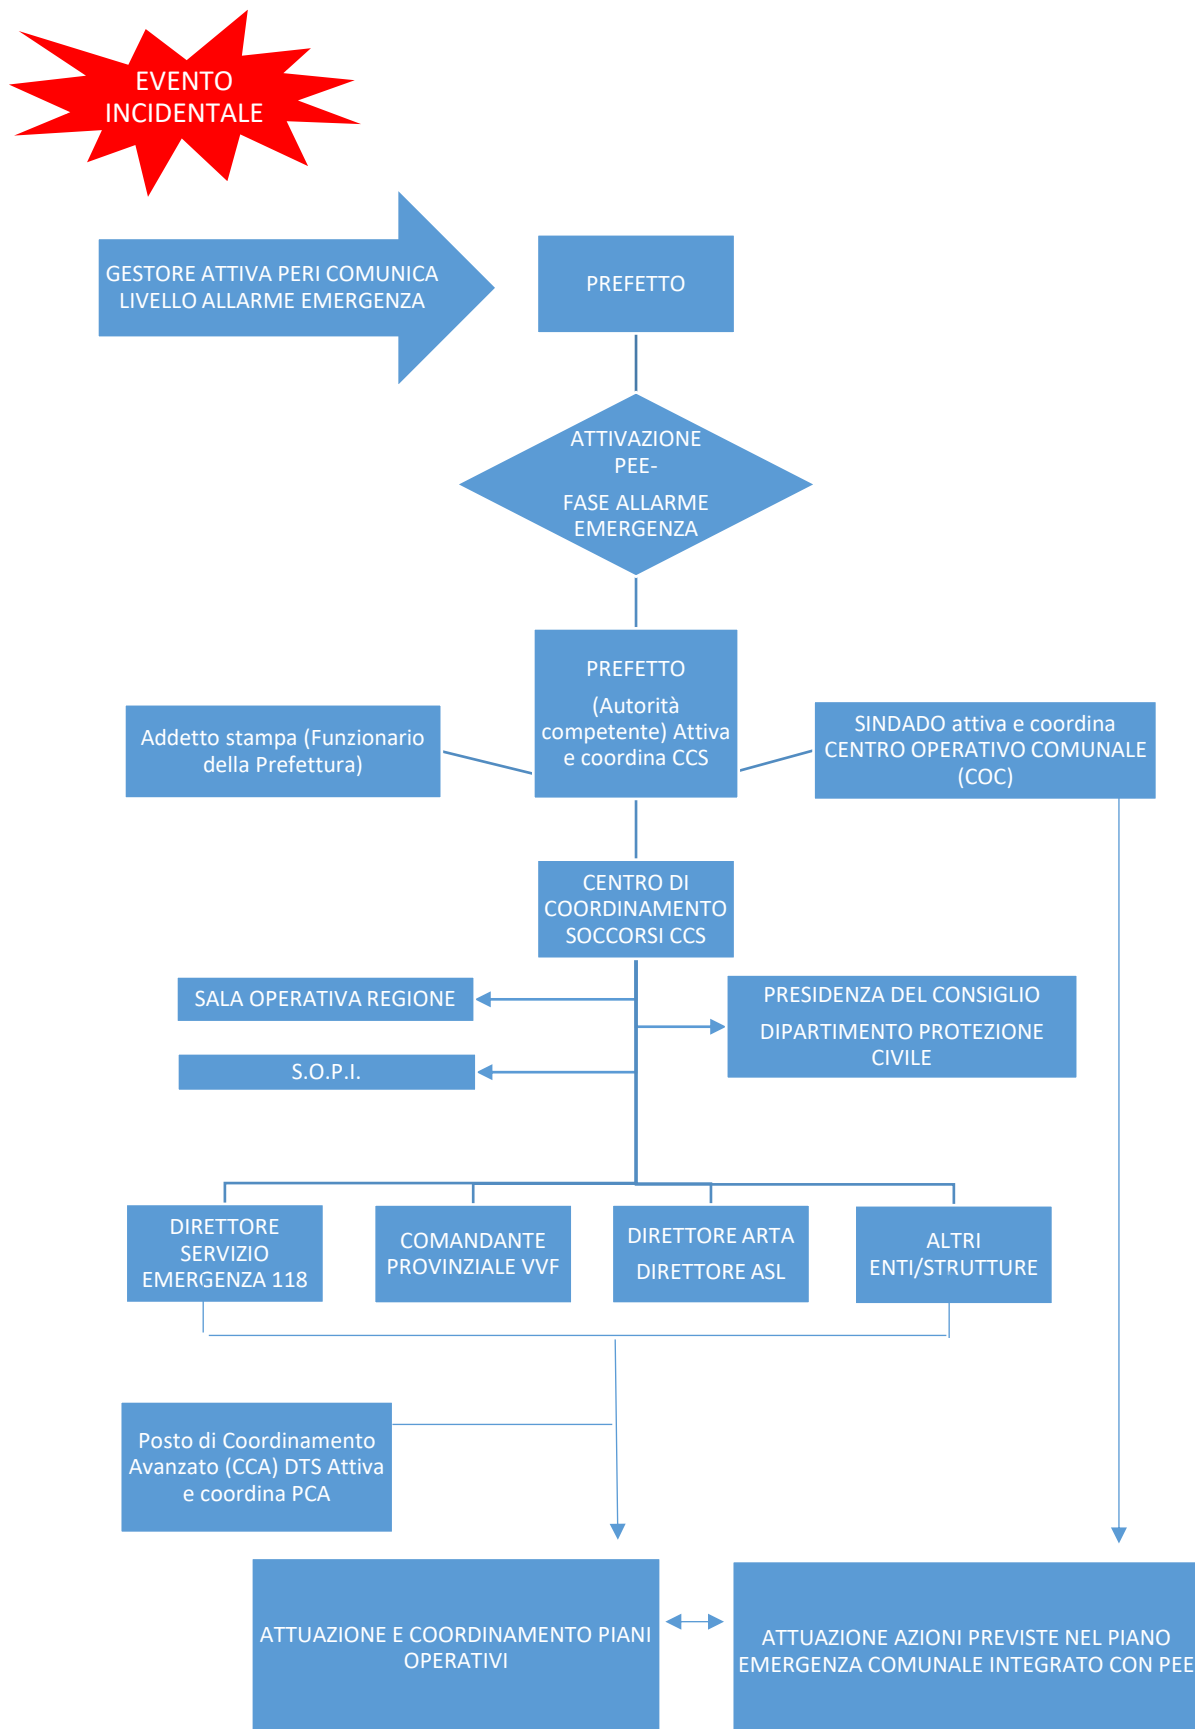 EVENTO
INCIDENTALE
GESTORE ATTIVA PERI COMUNICA
LIVELLO ALLARME EMERGENZA
PREFETTO
ATTIVAZIONE
PEE-
FASE ALLARME
EMERGENZA
PREFETTO
(Autorità
competente) Attiva
e coordina CCS
Addetto stampa (Funzionario
della Prefettura)
SINDADO attiva e coordina
CENTRO OPERATIVO COMUNALE
(COC)
CENTRO DI
COORDINAMENTO
SOCCORSI CCS
SALA OPERATIVA REGIONE
PRESIDENZA DEL CONSIGLIO
DIPARTIMENTO PROTEZIONE
CIVILE
S.O.P.I.
DIRETTORE
SERVIZIO
EMERGENZA 118
COMANDANTE
PROVINZIALE VVF
DIRETTORE ARTA
DIRETTORE ASL
ALTRI
ENTI/STRUTTURE
Posto di Coordinamento
Avanzato (CCA) DTS Attiva
e coordina PCA
ATTUAZIONE E COORDINAMENTO PIANI
OPERATIVI
ATTUAZIONE AZIONI PREVISTE NEL PIANO
EMERGENZA COMUNALE INTEGRATO CON PEE